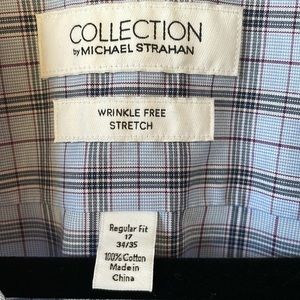 COLLECTION
by MICHAEL STRAHAN
WRINKLE FREE
STRETCH
Regular Fit
17
34/35
100% Cotton
Made in
China